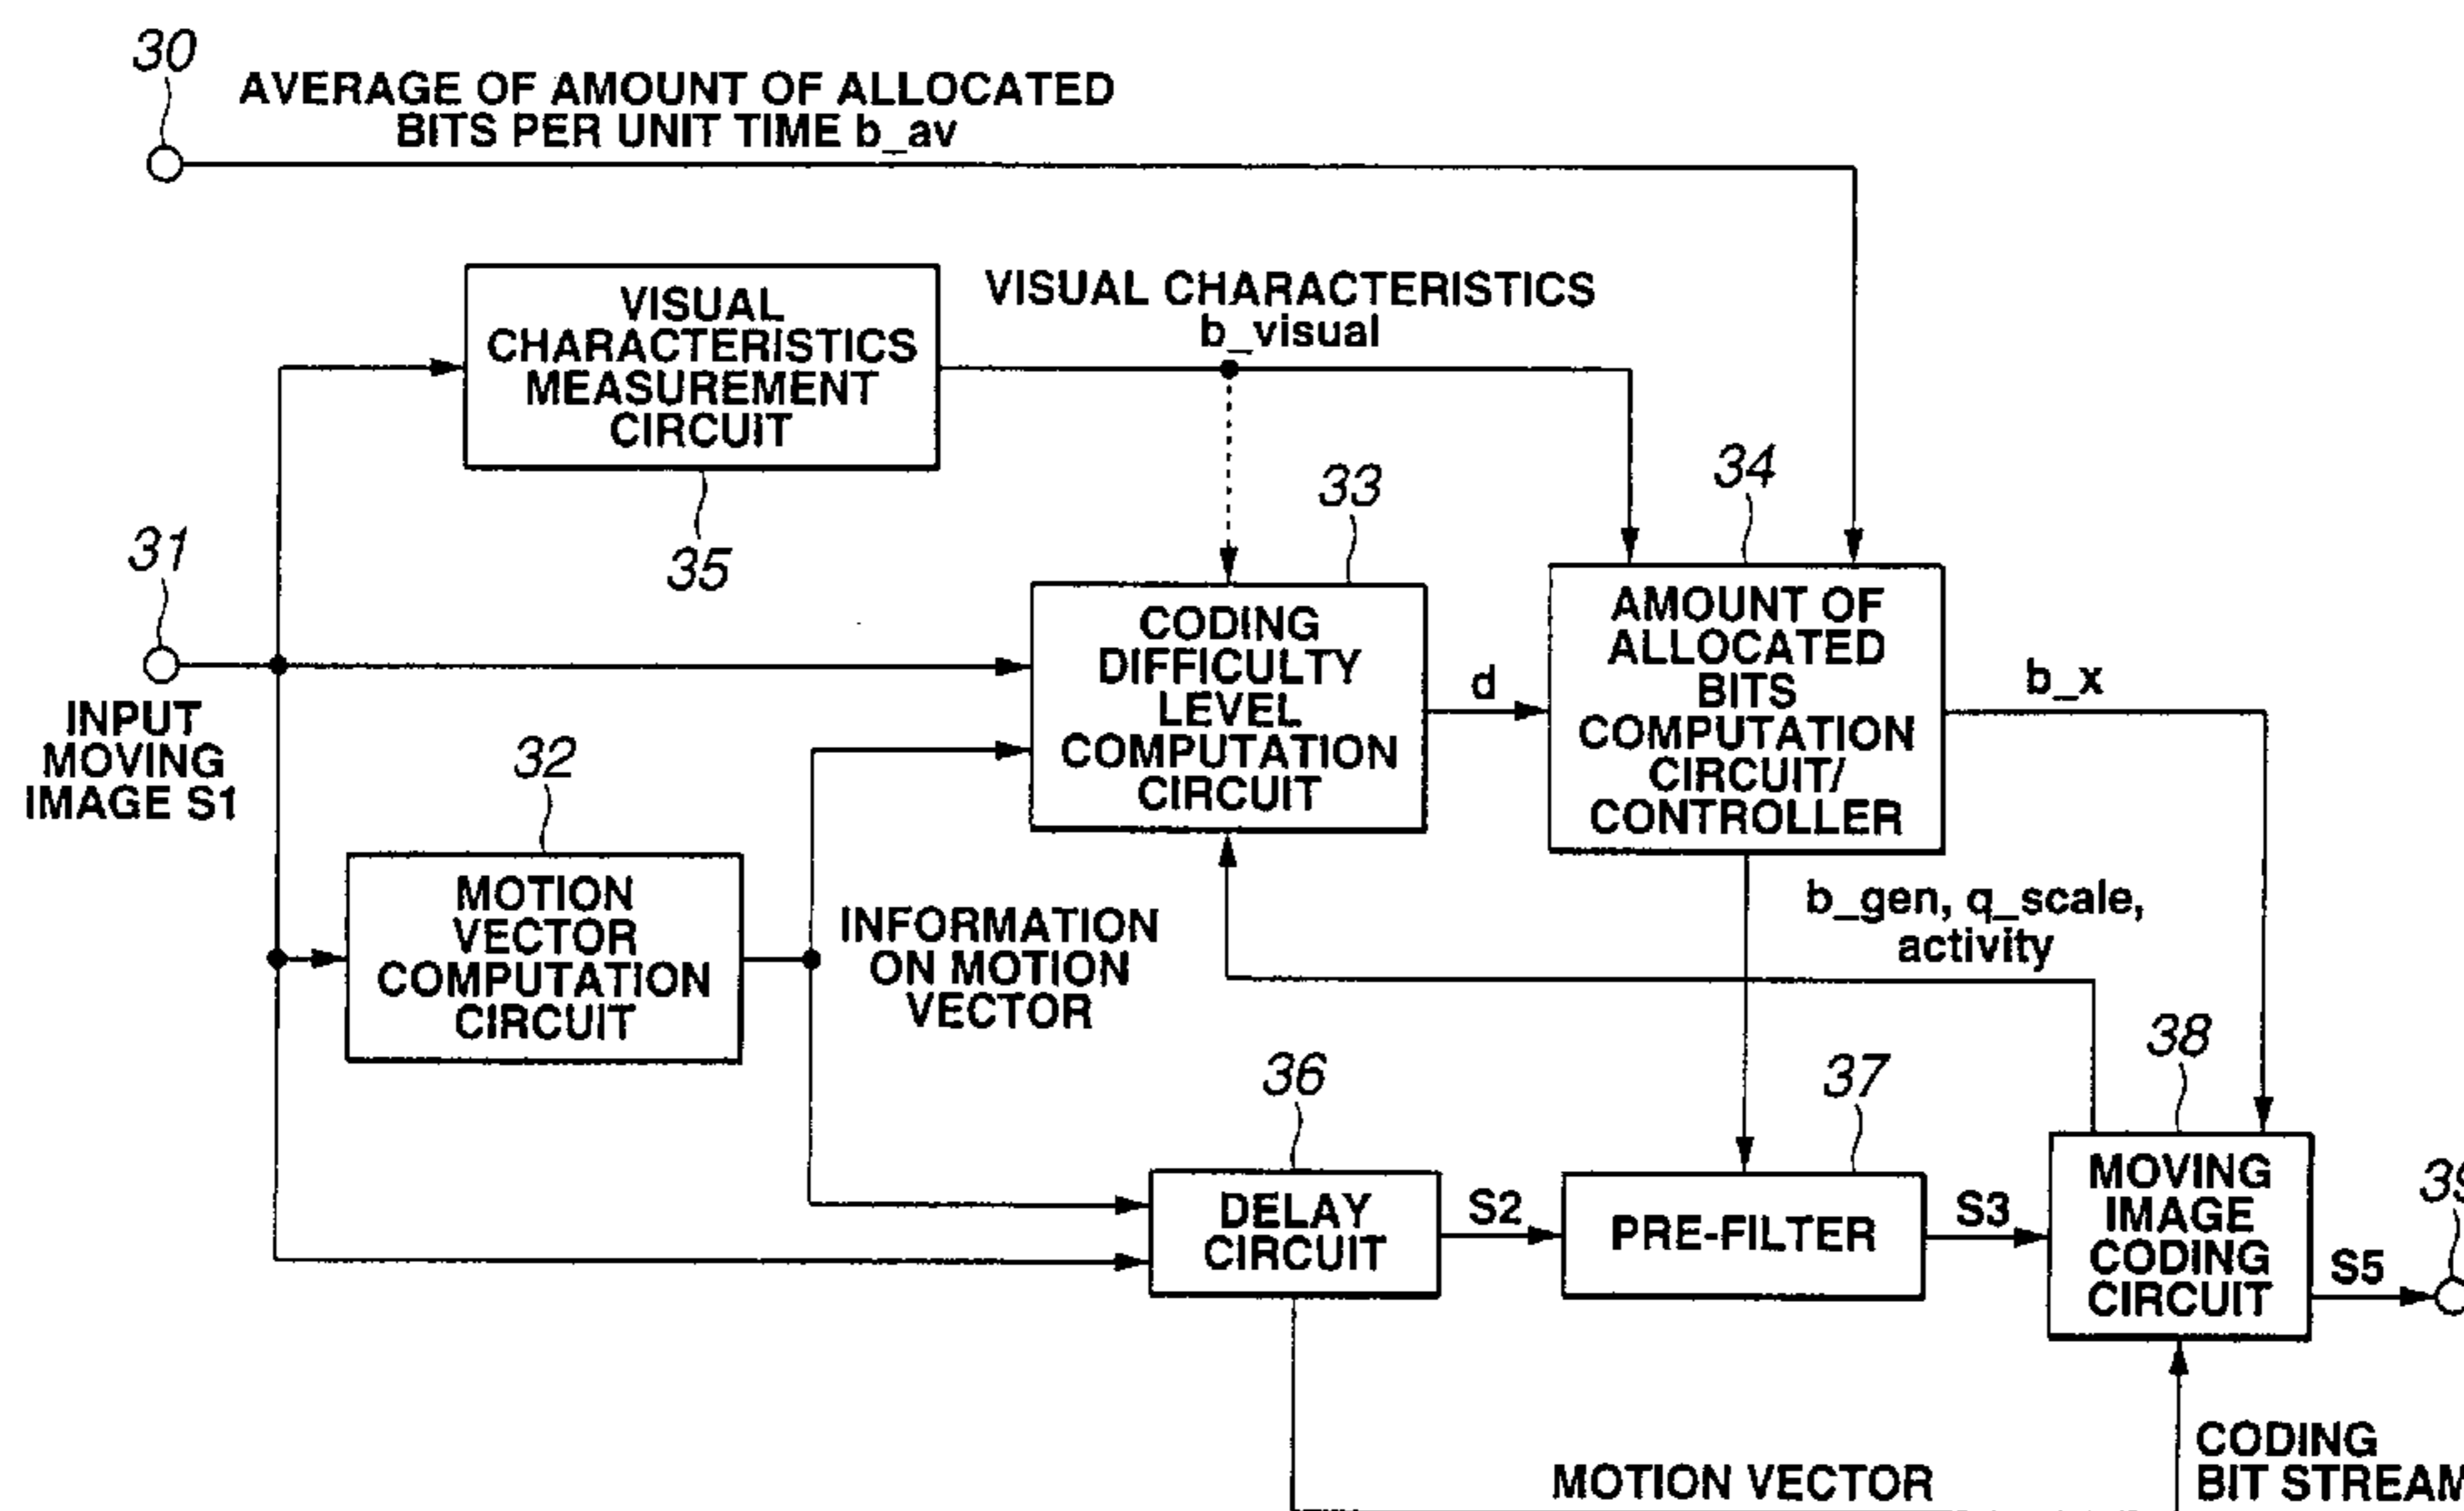 30
AVERAGE OF AMOUNT OF ALLOCATED
BITS PER UNIT TIME b_av
VISUAL
CHARACTERISTICS
MEASUREMENT
CIRCUIT
35
VISUAL CHARACTERISTICS
b_visual
31
INPUT
MOVING
IMAGE S1
33
CODING
DIFFICULTY
LEVEL
COMPUTATION
CIRCUIT
d
34
AMOUNT OF
ALLOCATED
BITS
COMPUTATION
CIRCUIT/
CONTROLLER
b_x
32
MOTION
VECTOR
COMPUTATION
CIRCUIT
INFORMATION
ON MOTION
VECTOR
b_gen, q_scale,
activity
36
DELAY
CIRCUIT
S2
37
PRE-FILTER
S3
38
MOVING
IMAGE
CODING
CIRCUIT
S5
39
MOTION VECTOR
CODING
BIT STREAM